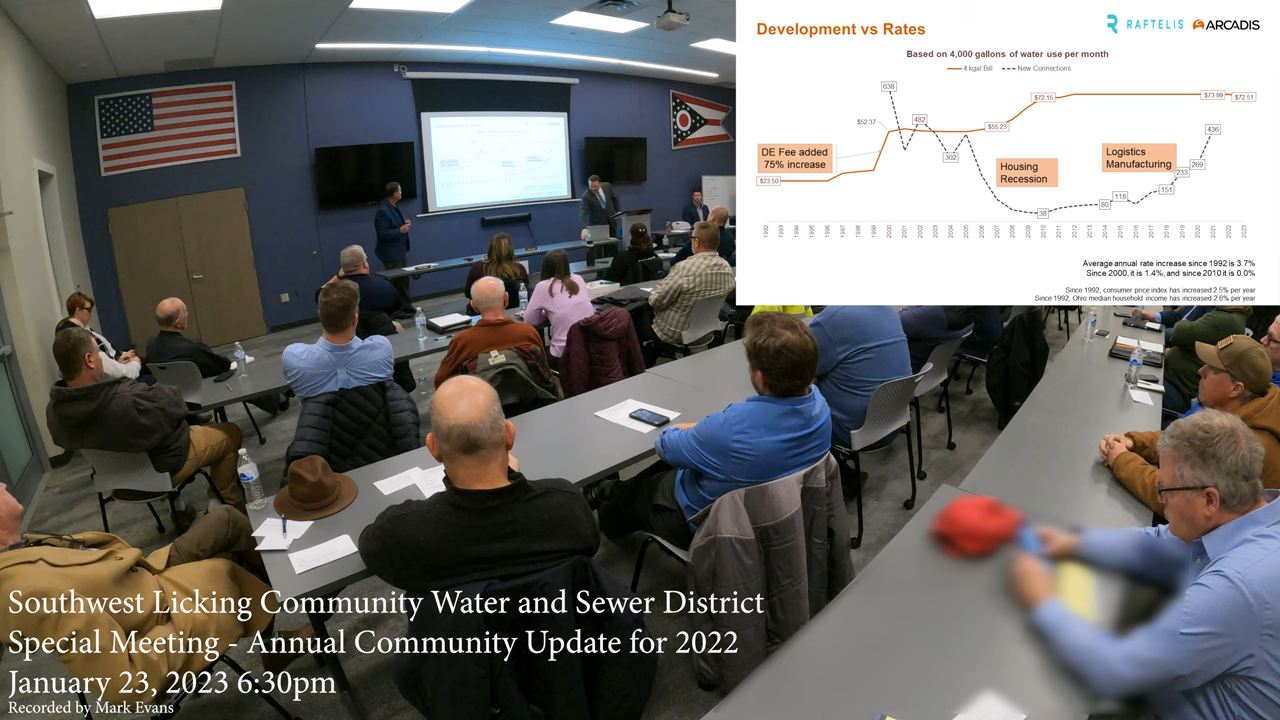 Development vs Rates
RAFTELIS ARCADIS
Based on 4,000 gallons of water use per month
4 kgal Bill New Connections
638
$72.15
$73.99
$72.51
$52.37
482
$55.23
436
DE Fee added
75% increase
302
Housing
Recession
Logistics
Manufacturing
269
233
$23.50
151
118
80
38
1992 1993 1994 1995 1996 1997 1998 1999 2000 2001 2002 2003 2004 2005 2006 2007 2008 2009 2010 2011 2012 2013 2014 2015 2016 2017 2018 2019 2020 2021 2022 2023
Average annual rate increase since 1992 is 3.7%
Since 2000, it is 1.4%, and since 2010 it is 0.0%
Since 1992, consumer price index has increased 2.5% per year
Since 1992, Ohio median household income has increased 2.6% per year
Southwest Licking Community Water and Sewer District
Special Meeting - Annual Community Update for 2022
January 23, 2023 6:30pm
Recorded by Mark Evans